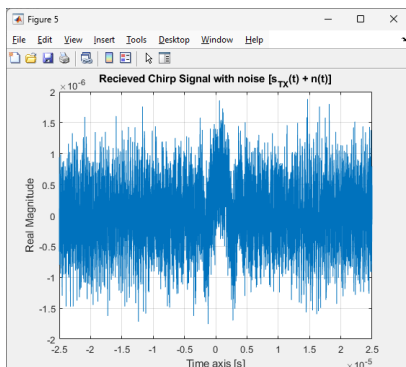 Figure 5
File Edit View Insert Tools Desktop Window Help
×10-6
Recieved Chirp Signal with noise [sTX(t) + n(t)]
2
1.5
1
0.5
0
-0.5
-1
-1.5
-2
Real Magnitude
-2.5 -2 -1.5 -1 -0.5 0 0.5 1 1.5 2 2.5
Time axis [s]
×10-5